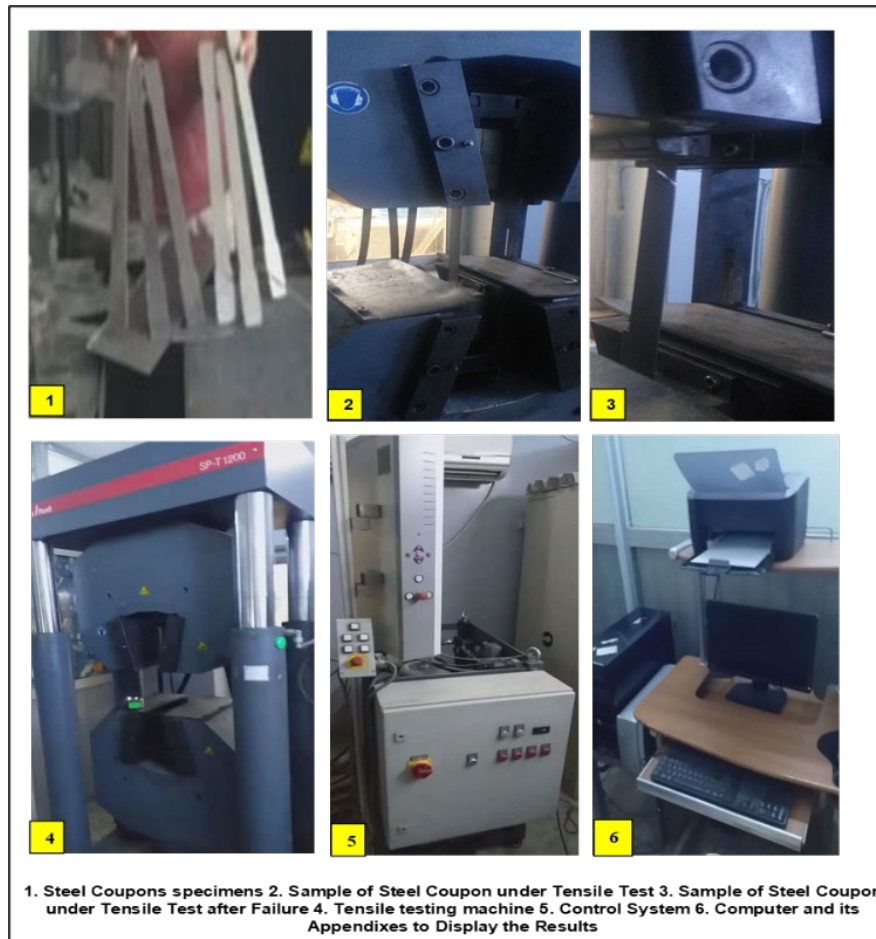 1
2
3
SP-T1200
4
5
6
1. Steel Coupons specimens 2. Sample of Steel Coupon under Tensile Test 3. Sample of Steel Coupon
under Tensile Test after Failure 4. Tensile testing machine 5. Control System 6. Computer and its
Appendixes to Display the Results